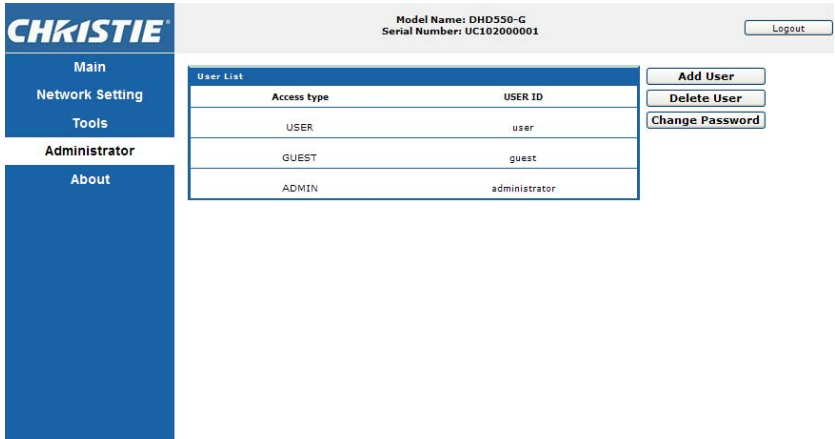 CHRISTIE
Model Name: DHD550-G
Serial Number: UC102000001
Logout
Main
Network Setting
Tools
Administrator
About
User List
Access type USER ID
USER user
GUEST guest
ADMIN administrator
Add User
Delete User
Change Password